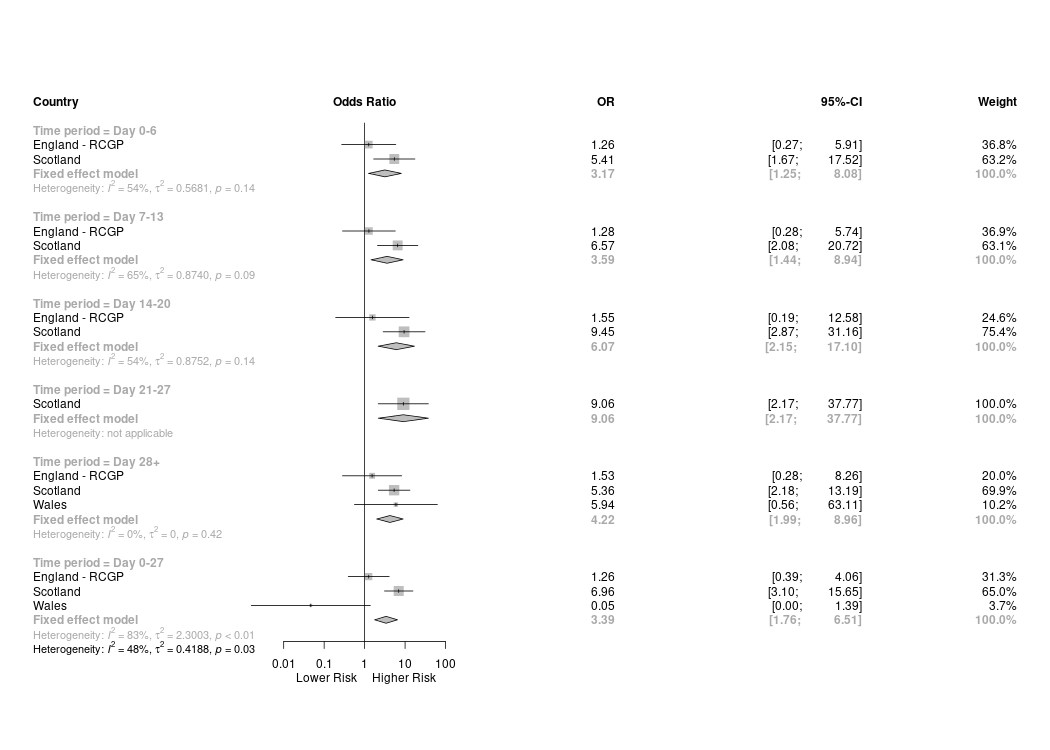 Country Odds Ratio OR 95%-CI Weight
Time period = Day 0-6
England - RCGP 1.26 [0.27; 5.91] 36.8%
Scotland 5.41 [1.67; 17.52] 63.2%
Fixed effect model 3.17 [1.25; 8.08] 100.0%
Heterogeneity: I² = 54%, τ² = 0.5681, p = 0.14
Time period = Day 7-13
England - RCGP 1.28 [0.28; 5.74] 36.9%
Scotland 6.57 [2.08; 20.72] 63.1%
Fixed effect model 3.59 [1.44; 8.94] 100.0%
Heterogeneity: I² = 65%, τ² = 0.8740, p = 0.09
Time period = Day 14-20
England - RCGP 1.55 [0.19; 12.58] 24.6%
Scotland 9.45 [2.87; 31.16] 75.4%
Fixed effect model 6.07 [2.15; 17.10] 100.0%
Heterogeneity: I² = 54%, τ² = 0.8752, p = 0.14
Time period = Day 21-27
Scotland 9.06 [2.17; 37.77] 100.0%
Fixed effect model 9.06 [2.17; 37.77] 100.0%
Heterogeneity: not applicable
Time period = Day 28+
England - RCGP 1.53 [0.28; 8.26] 20.0%
Scotland 5.36 [2.18; 13.19] 69.9%
Wales 5.94 [0.56; 63.11] 10.2%
Fixed effect model 4.22 [1.99; 8.96] 100.0%
Heterogeneity: I² = 0%, τ² = 0, p = 0.42
Time period = Day 0-27
England - RCGP 1.26 [0.39; 4.06] 31.3%
Scotland 6.96 [3.10; 15.65] 65.0%
Wales 0.05 [0.00; 1.39] 3.7%
Fixed effect model 3.39 [1.76; 6.51] 100.0%
Heterogeneity: I² = 83%, τ² = 2.3003, p < 0.01
Heterogeneity: I² = 48%, τ² = 0.4188, p = 0.03
0.01 0.1 1 10 100
Lower Risk Higher Risk